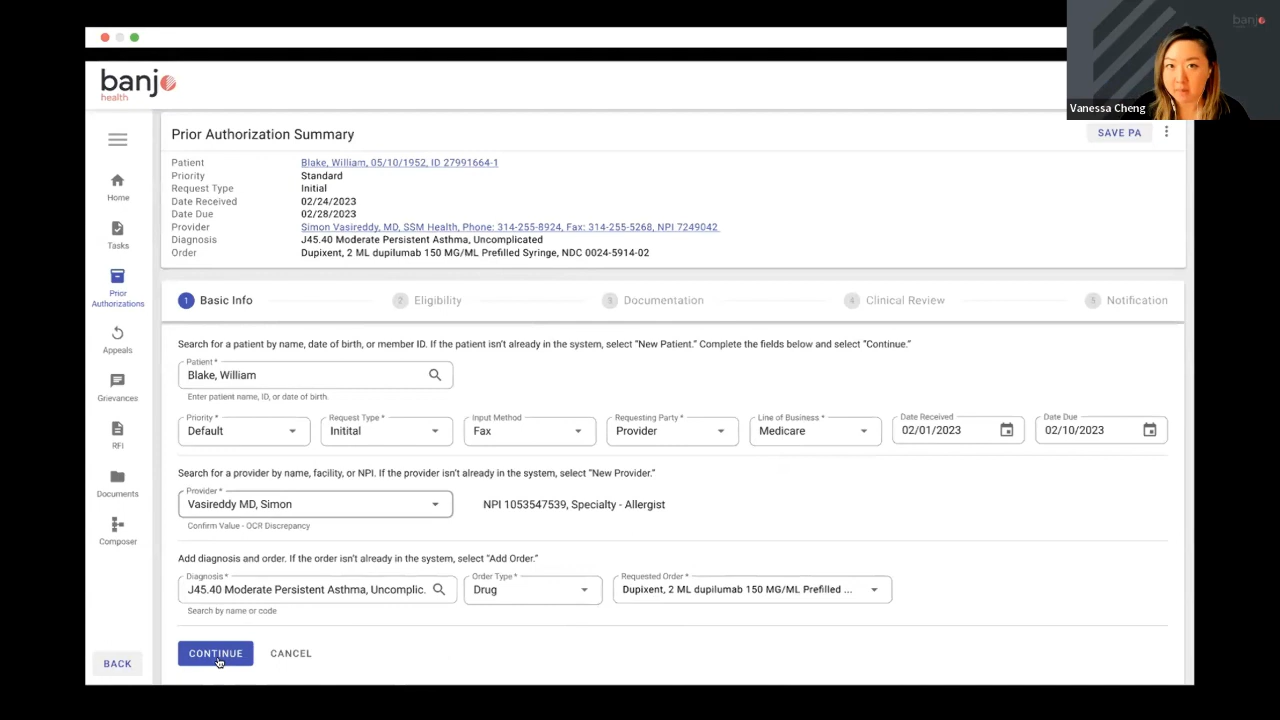 banjo
Vanessa Cheng
banjo
health
Prior Authorization Summary
SAVE PA
Patient Blake, William, 05/10/1952, ID 27991664-1
Priority Standard
Request Type Initial
Date Received 02/24/2023
Date Due 02/28/2023
Provider Simon Vasireddy, MD, SSM Health, Phone: 314-255-8924, Fax: 314-255-5268, NPI 7249042
Diagnosis J45.40 Moderate Persistent Asthma, Uncomplicated
Order Dupixent, 2 ML dupilumab 150 MG/ML Prefilled Syringe, NDC 0024-5914-02
Home
Tasks
Prior
Authorizations
Appeals
Grievances
RFI
Documents
Composer
BACK
1 Basic Info 2 Eligibility 3 Documentation 4 Clinical Review 5 Notification
Search for a patient by name, date of birth, or member ID. If the patient isn't already in the system, select "New Patient." Complete the fields below and select "Continue."
Patient *
Blake, William
Enter patient name, ID, or date of birth.
Priority * Request Type * Input Method Requesting Party * Line of Business * Date Received Date Due
Default Initital Fax Provider Medicare 02/01/2023 02/10/2023
Search for a provider by name, facility, or NPI. If the provider isn't already in the system, select "New Provider."
Provider *
Vasireddy MD, Simon NPI 1053547539, Specialty - Allergist
Confirm Value - OCR Discrepancy
Add diagnosis and order. If the order isn't already in the system, select "Add Order."
Diagnosis * Order Type * Requested Order *
J45.40 Moderate Persistent Asthma, Uncomplic. Drug Dupixent, 2 ML dupilumab 150 MG/ML Prefilled ...
Search by name or code
CONTINUE CANCEL